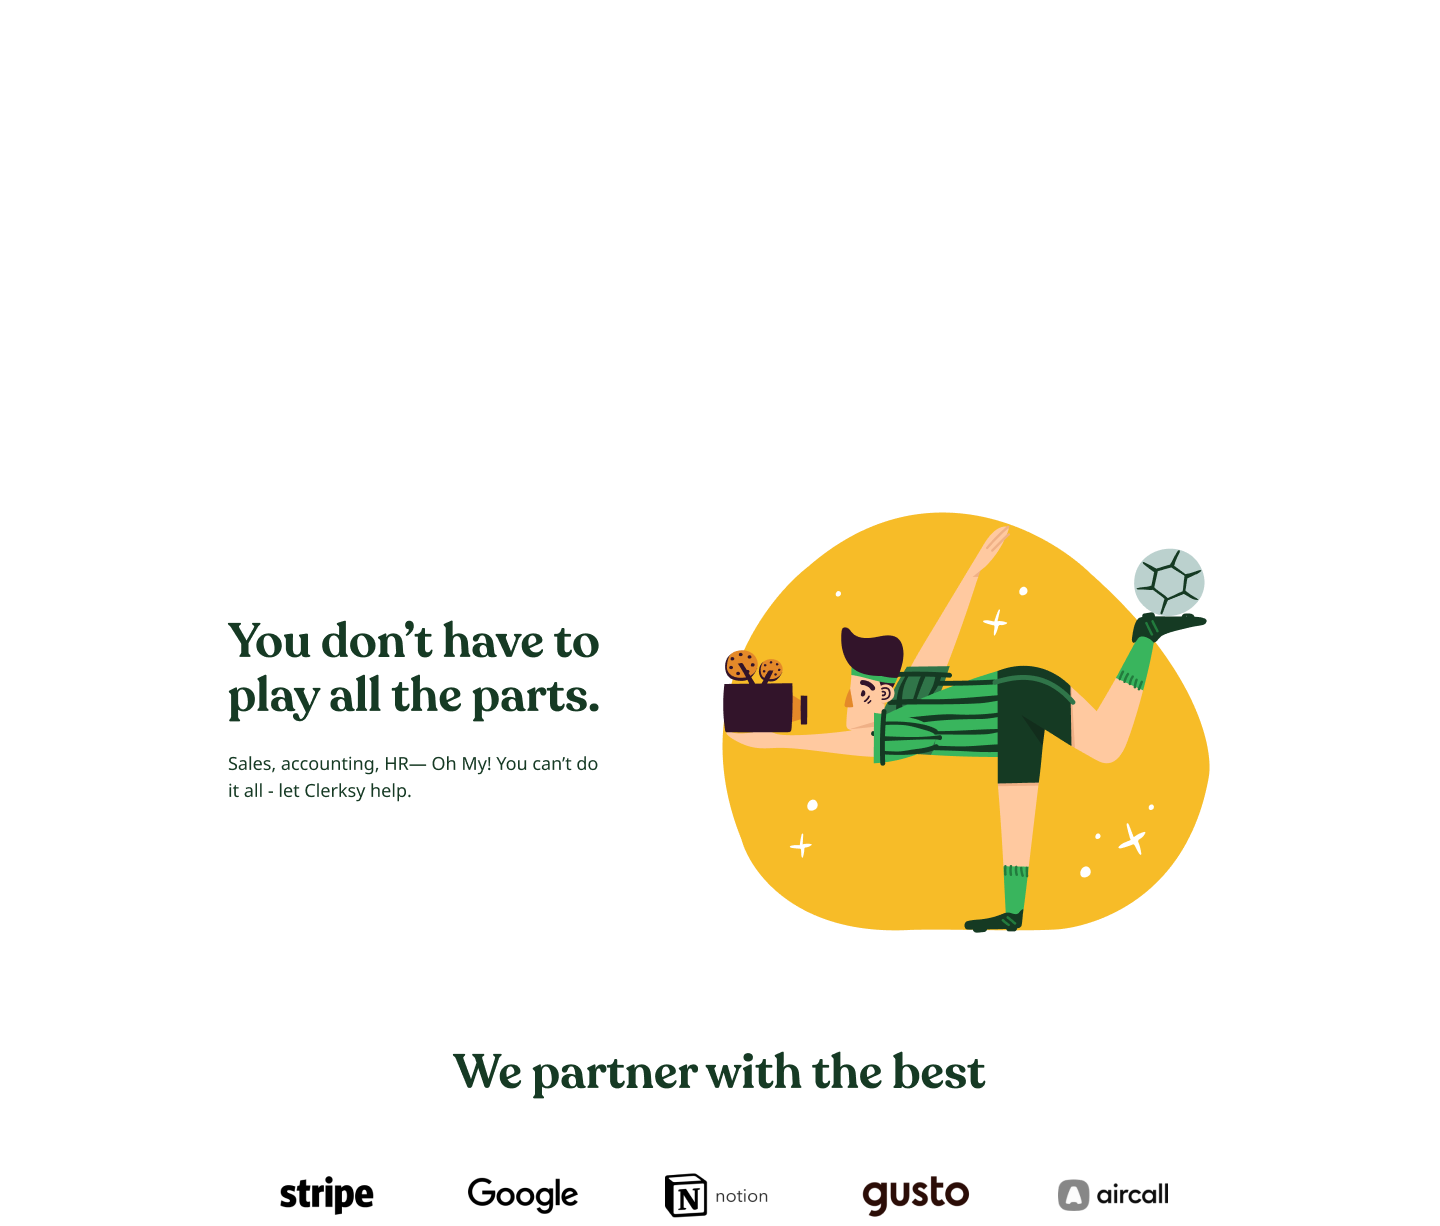 You don’t have to
play all the parts.
Sales, accounting, HR— Oh My! You can’t do
it all - let Clerksy help.
We partner with the best
stripe Google notion gusto aircall